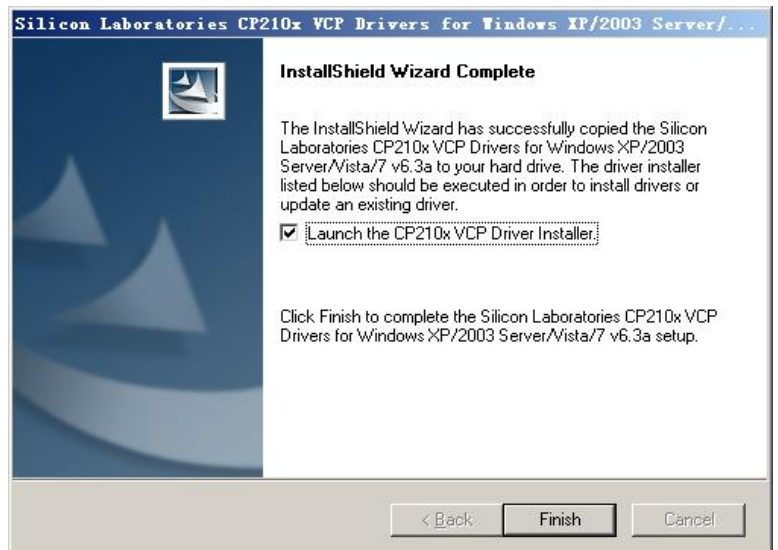 Silicon Laboratories CP210x VCP Drivers for Windows XP/2003 Server/...
InstallShield Wizard Complete
The InstallShield Wizard has successfully copied the Silicon
Laboratories CP210x VCP Drivers for Windows XP/2003
Server/Vista/7 v6.3a to your hard drive. The driver installer
listed below should be executed in order to install drivers or
update an existing driver.
Launch the CP210x VCP Driver Installer.
Click Finish to complete the Silicon Laboratories CP210x VCP
Drivers for Windows XP/2003 Server/Vista/7 v6.3a setup.
< Back
Finish
Cancel